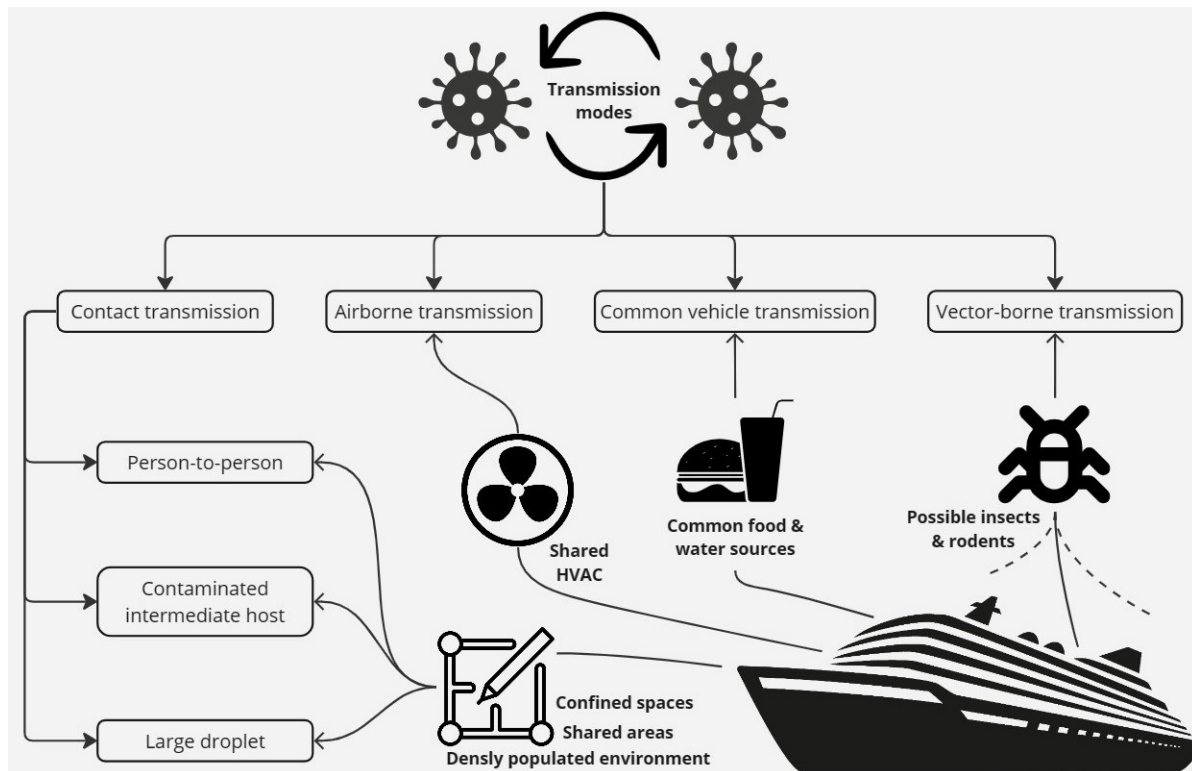 Transmission
modes
Contact transmission
Airborne transmission
Common vehicle transmission
Vector-borne transmission
Person-to-person
Contaminated
intermediate host
Large droplet
Shared
HVAC
Common food &
water sources
Possible insects
& rodents
Confined spaces
Shared areas
Densly populated environment